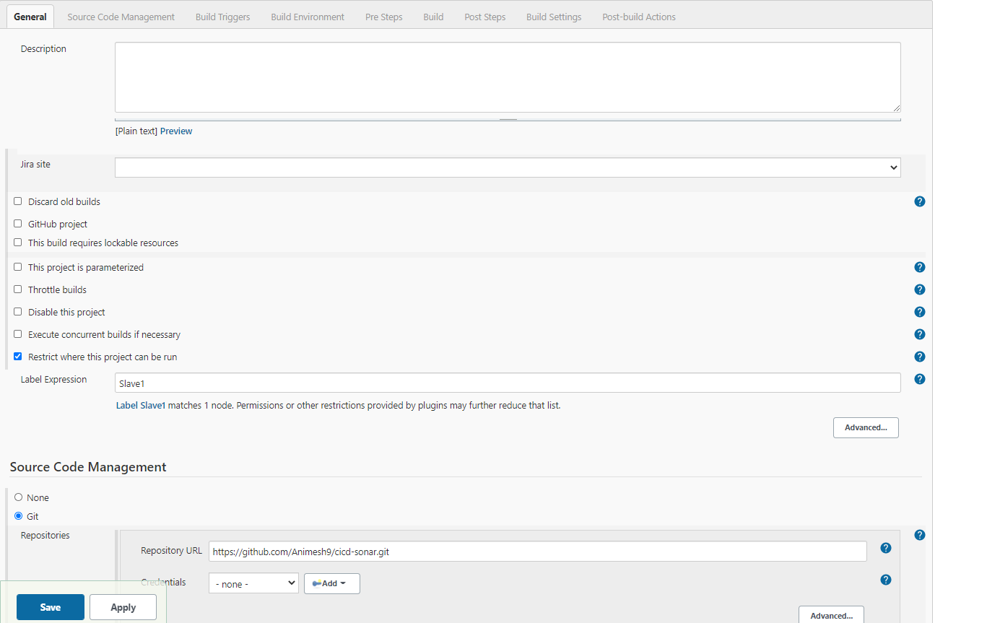 General Source Code Management Build Triggers Build Environment Pre Steps Build Post Steps Build Settings Post-build Actions
Description
[Plain text] Preview
Jira site
Discard old builds
GitHub project
This build requires lockable resources
This project is parameterized
Throttle builds
Disable this project
Execute concurrent builds if necessary
Restrict where this project can be run
Label Expression Slave1
Label Slave1 matches 1 node. Permissions or other restrictions provided by plugins may further reduce that list.
Advanced...
Source Code Management
None
Git
Repositories
Repository URL https://github.com/Animesh9/cicd-sonar.git
Credentials - none - Add
Save Apply
Advanced...